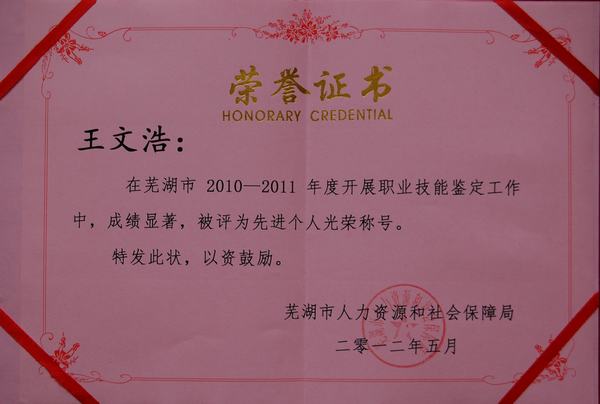 荣誉证书
HONORARY CREDENTIAL
王文浩：
在芜湖市 2010—2011 年度开展职业技能鉴定工作
中，成绩显著，被评为先进个人光荣称号。
特发此状，以资鼓励。
芜湖市人力资源和社会保障局
二零一二年五月